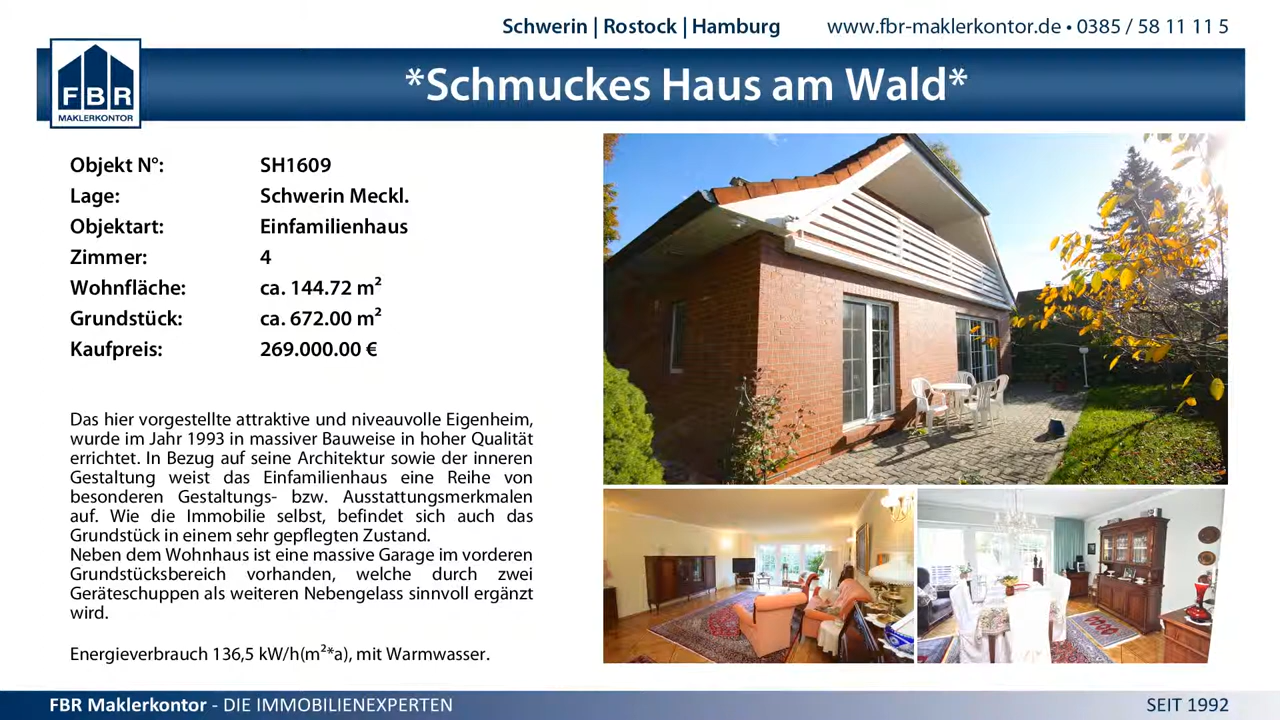 Schwerin | Rostock | Hamburg www.fbr-maklerkontor.de • 0385 / 58 11 11 5
FBR
MAKLERKONTOR
*Schmuckes Haus am Wald*
Objekt N°: SH1609
Lage: Schwerin Meckl.
Objektart: Einfamilienhaus
Zimmer: 4
Wohnfläche: ca. 144.72 m²
Grundstück: ca. 672.00 m²
Kaufpreis: 269.000.00 €
Das hier vorgestellte attraktive und niveauvolle Eigenheim,
wurde im Jahr 1993 in massiver Bauweise in hoher Qualität
errichtet. In Bezug auf seine Architektur sowie der inneren
Gestaltung weist das Einfamilienhaus eine Reihe von
besonderen Gestaltungs- bzw. Ausstattungsmerkmalen
auf. Wie die Immobilie selbst, befindet sich auch das
Grundstück in einem sehr gepflegten Zustand.
Neben dem Wohnhaus ist eine massive Garage im vorderen
Grundstücksbereich vorhanden, welche durch zwei
Geräteschuppen als weiteren Nebengelass sinnvoll ergänzt
wird.
Energieverbrauch 136,5 kW/h(m²*a), mit Warmwasser.
FBR Maklerkontor - DIE IMMOBILIENEXPERTEN SEIT 1992